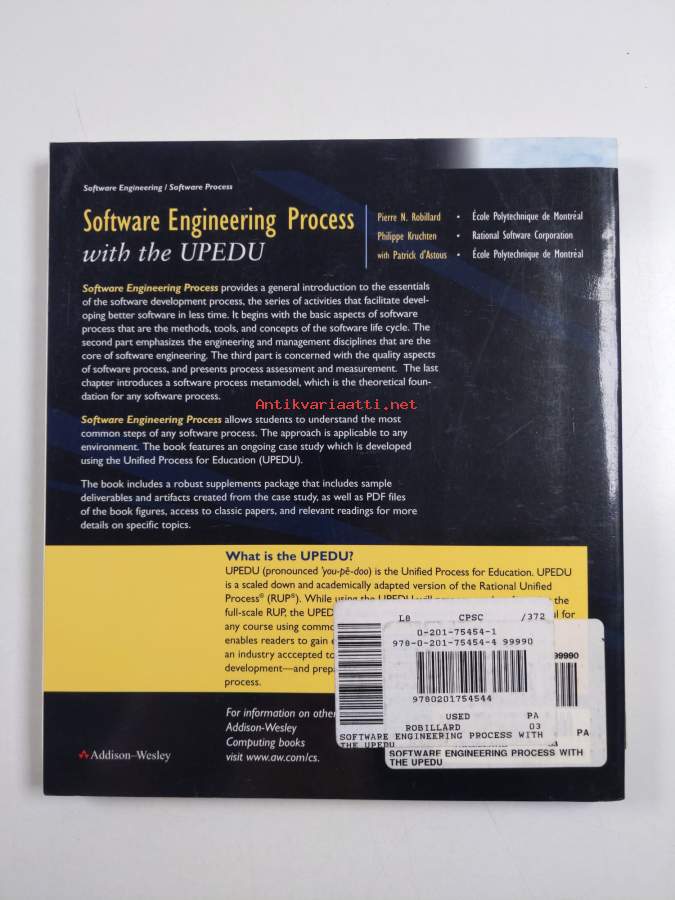 Software Engineering / Software Process
Software Engineering Process
with the UPEDU
Pierre N. Robillard • École Polytechnique de Montréal
Philippe Kruchten • Rational Software Corporation
with Patrick d'Astous • École Polytechnique de Montréal
Software Engineering Process provides a general introduction to the essentials
of the software development process, the series of activities that facilitate devel-
oping better software in less time. It begins with the basic aspects of software
process that are the methods, tools, and concepts of the software life cycle. The
second part emphasizes the engineering and management disciplines that are the
core of software engineering. The third part is concerned with the quality aspects
of software process, and presents process assessment and measurement. The last
chapter introduces a software process metamodel, which is the theoretical foun-
dation for any software process.
Antikvariaatti.net
Software Engineering Process allows students to understand the most
common steps of any software process. The approach is applicable to any
environment. The book features an ongoing case study which is developed
using the Unified Process for Education (UPEDU).
The book includes a robust supplements package that includes sample
deliverables and artifacts created from the case study, as well as PDF files
of the book figures, access to classic papers, and relevant readings for more
details on specific topics.
What is the UPEDU?
UPEDU (pronounced 'you-pē-doo) is the Unified Process for Education. UPEDU
is a scaled down and academically adapted version of the Rational Unified
Process® (RUP®). While using the UPEDU will the
full-scale RUP, the UPED for
any course using commo
enables readers to gain
an industry acccepted to
development—and prepa
process.
L8 CPSC /372
0-201-75454-1
978-0-201-75454-4 99990
99990
9780201754544
USED PA
ROBILLARD 03
SOFTWARE ENGINEERING PROCESS WITH
THE UPEDU
PA
SOFTWARE ENGINEERING PROCESS WITH
THE UPEDU
For information on other
Addison-Wesley
Computing books
visit www.aw.com/cs.
Addison-Wesley